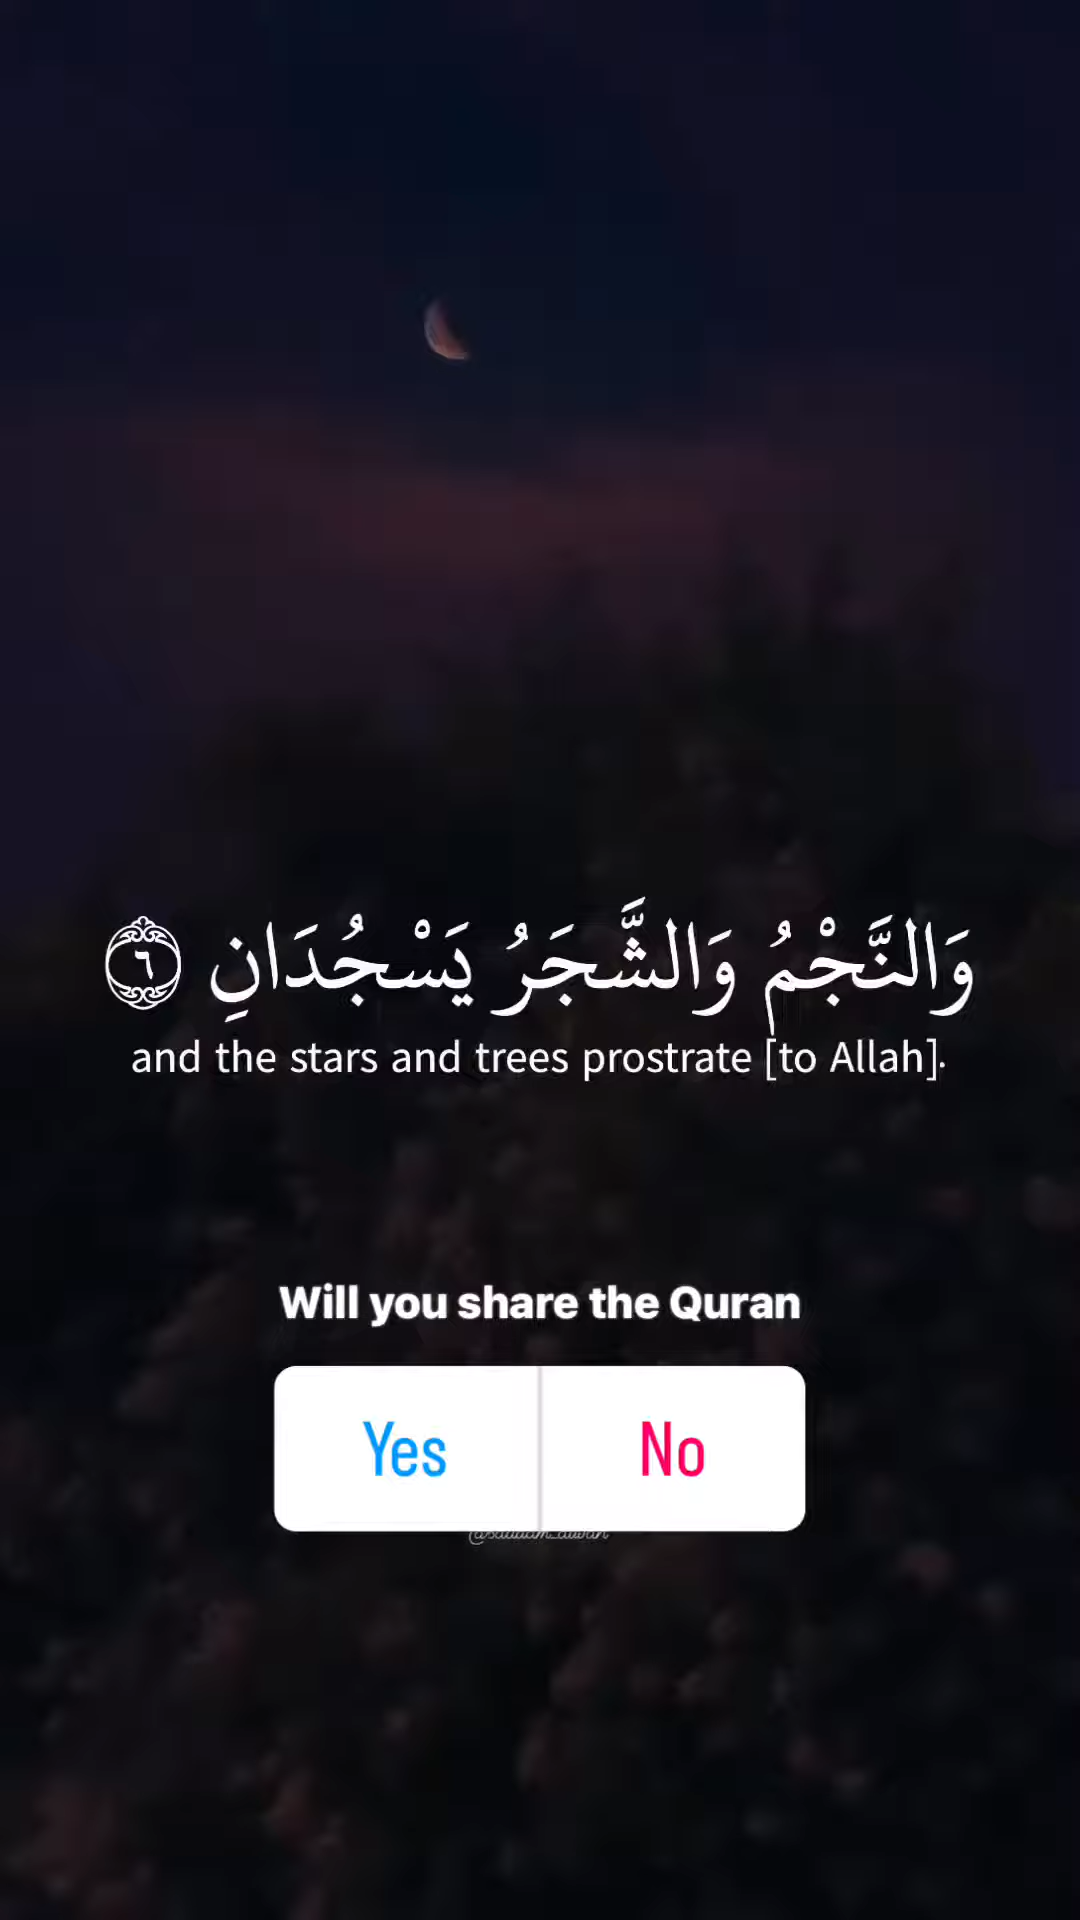 وَالنَّجْمُ وَالشَّجَرُ يَسْجُدَانِ ٦
and the stars and trees prostrate [to Allah].
Will you share the Quran
Yes No